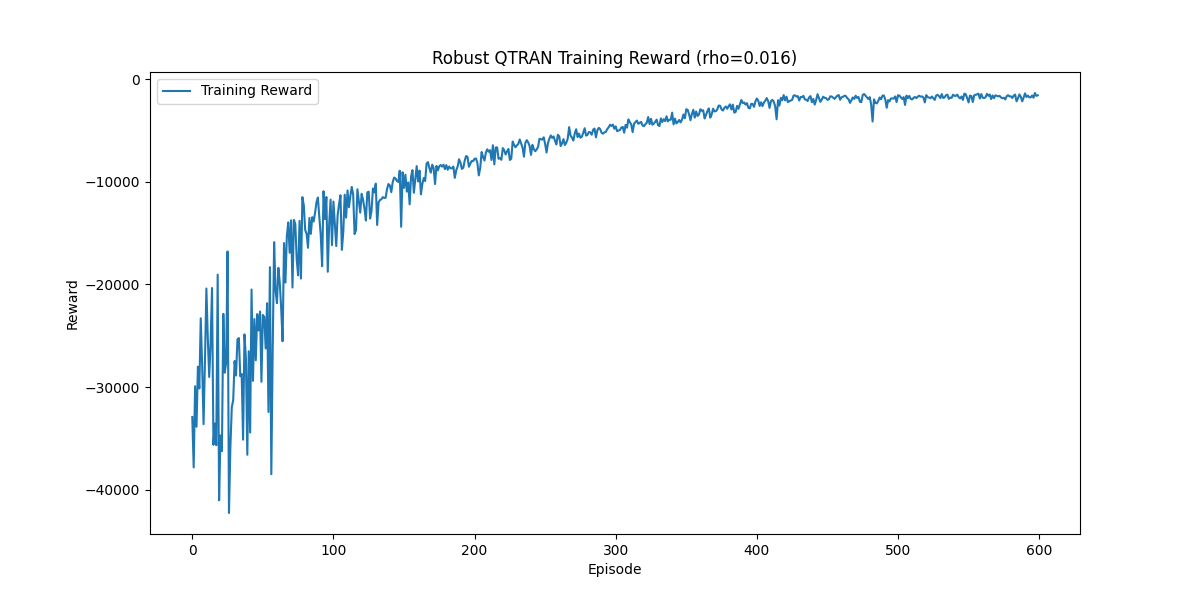 Robust QTRAN Training Reward (rho=0.016)
Training Reward
Reward
0
−10000
−20000
−30000
−40000
0 100 200 300 400 500 600
Episode